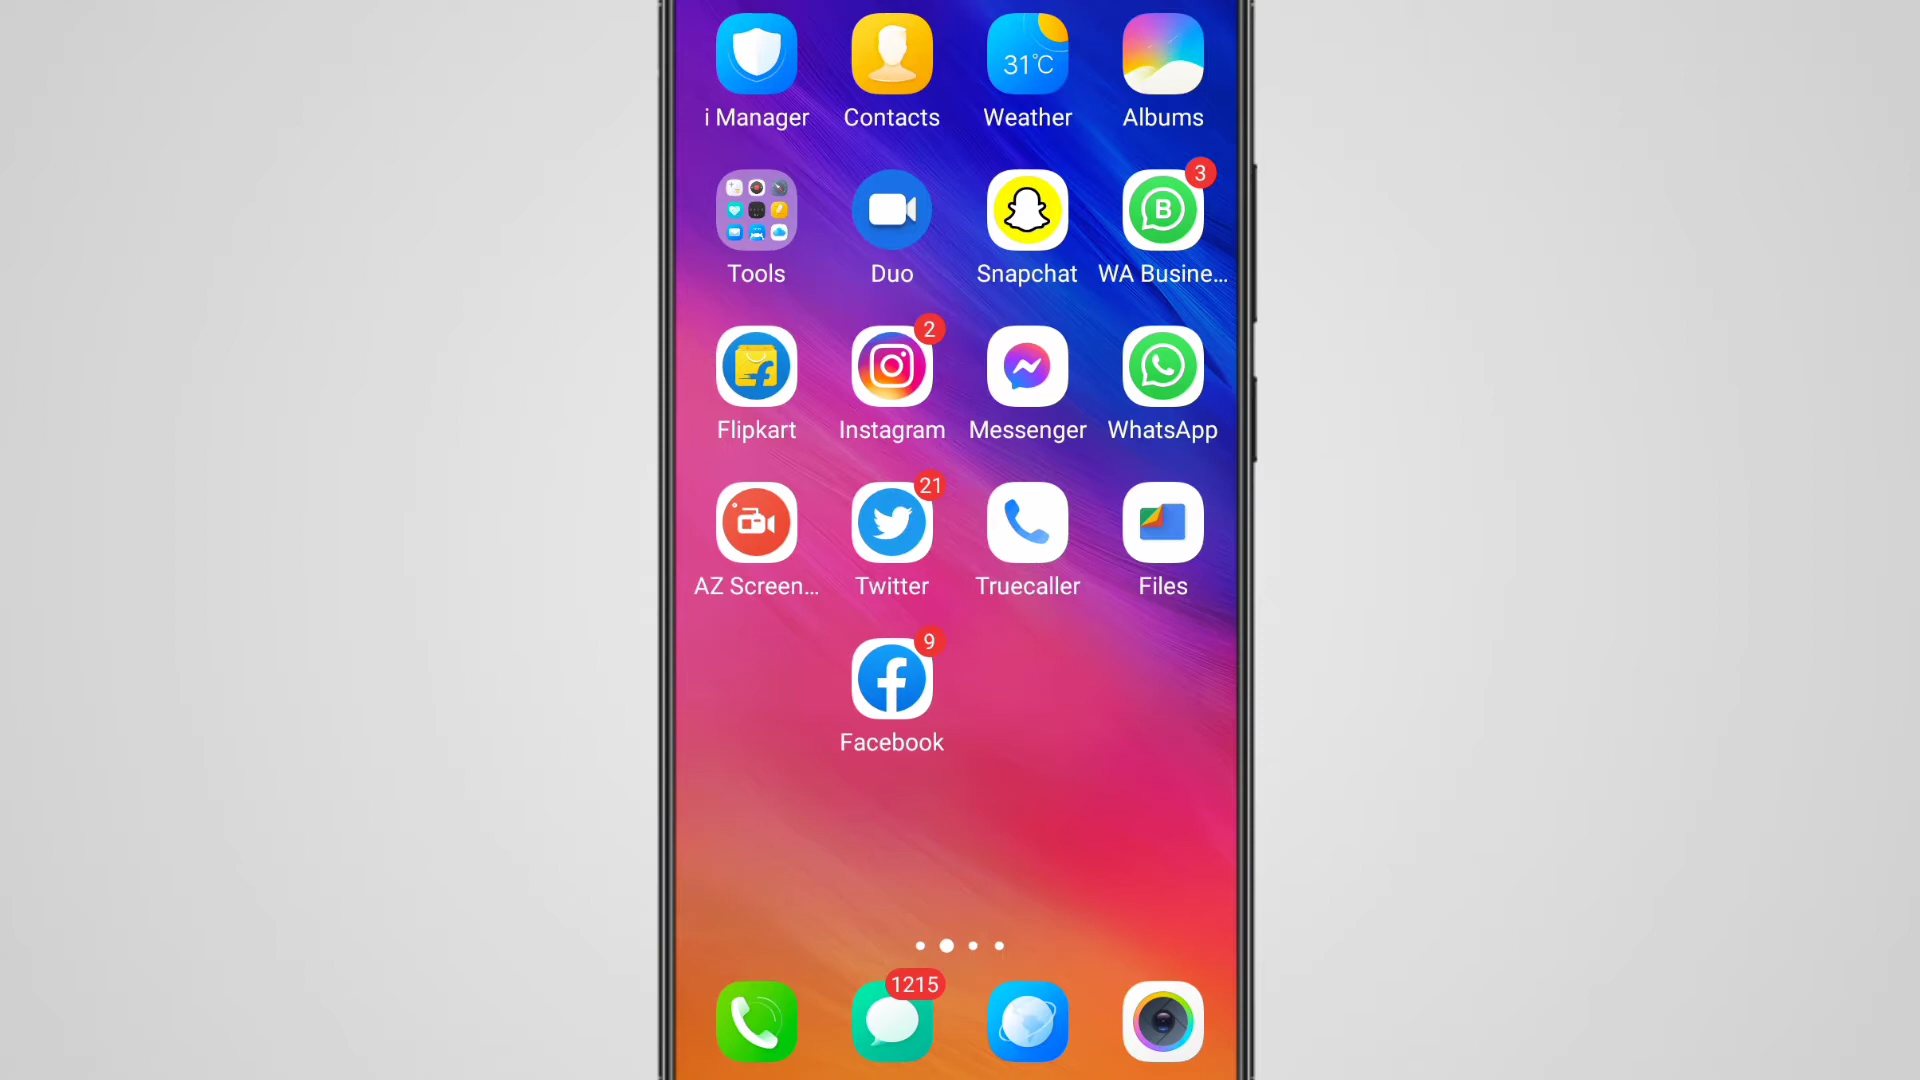 31°C
i Manager
Contacts
Weather
Albums
3
B
Tools
Duo
Snapchat
WA Busine...
2
Flipkart
Instagram
Messenger
WhatsApp
21
AZ Screen...
Twitter
Truecaller
Files
9
Facebook
1215